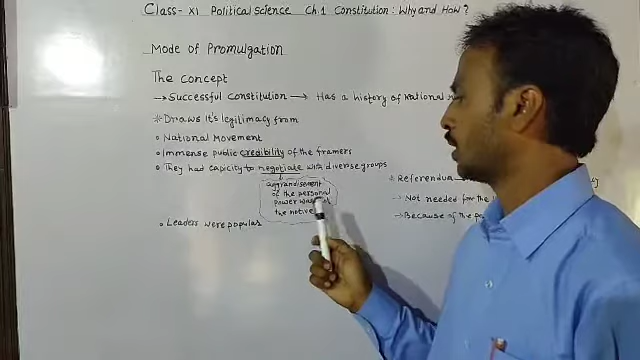 Class- XI Political Science Ch.1 Constitution: Why and How?
Mode of Promulgation
The concept
→ Successful constitution → Has a history of National
* Draws it's legitimacy from
• National Movement
• Immense public credibility of the framers
• They had capacity to negotiate with diverse groups
aggrandisement
of the personal
power was
the motive
• Leaders were popular
* Referendum →
→ Not needed for the
→ Because of the